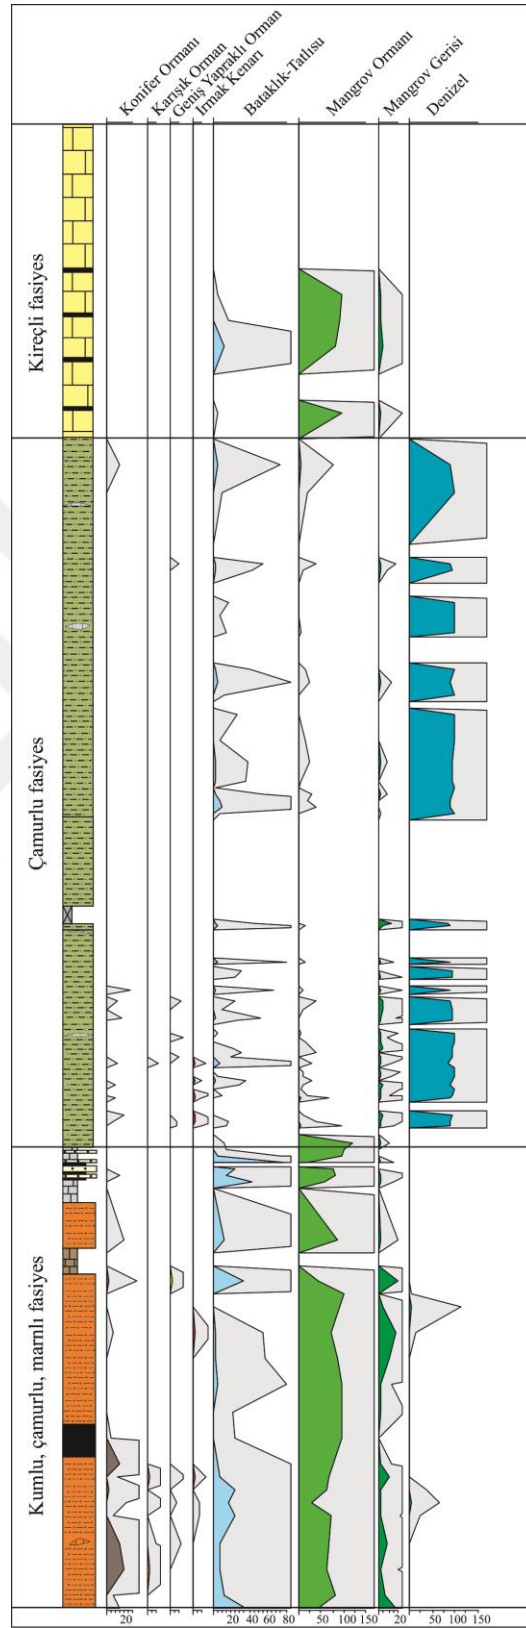 Konifer Ormanı
Karışık Orman
Geniş Yapraklı Orman
Irmak Kenarı
Bataklık-Tatlısu
Mangrov Ormanı
Mangrov Gerisi
Denizel
Kireçli fasiyes
Çamurlu fasiyes
Kumlu, çamurlu, marnlı fasiyes
20
20 40 60 80
50 100 150
20
50 100 150